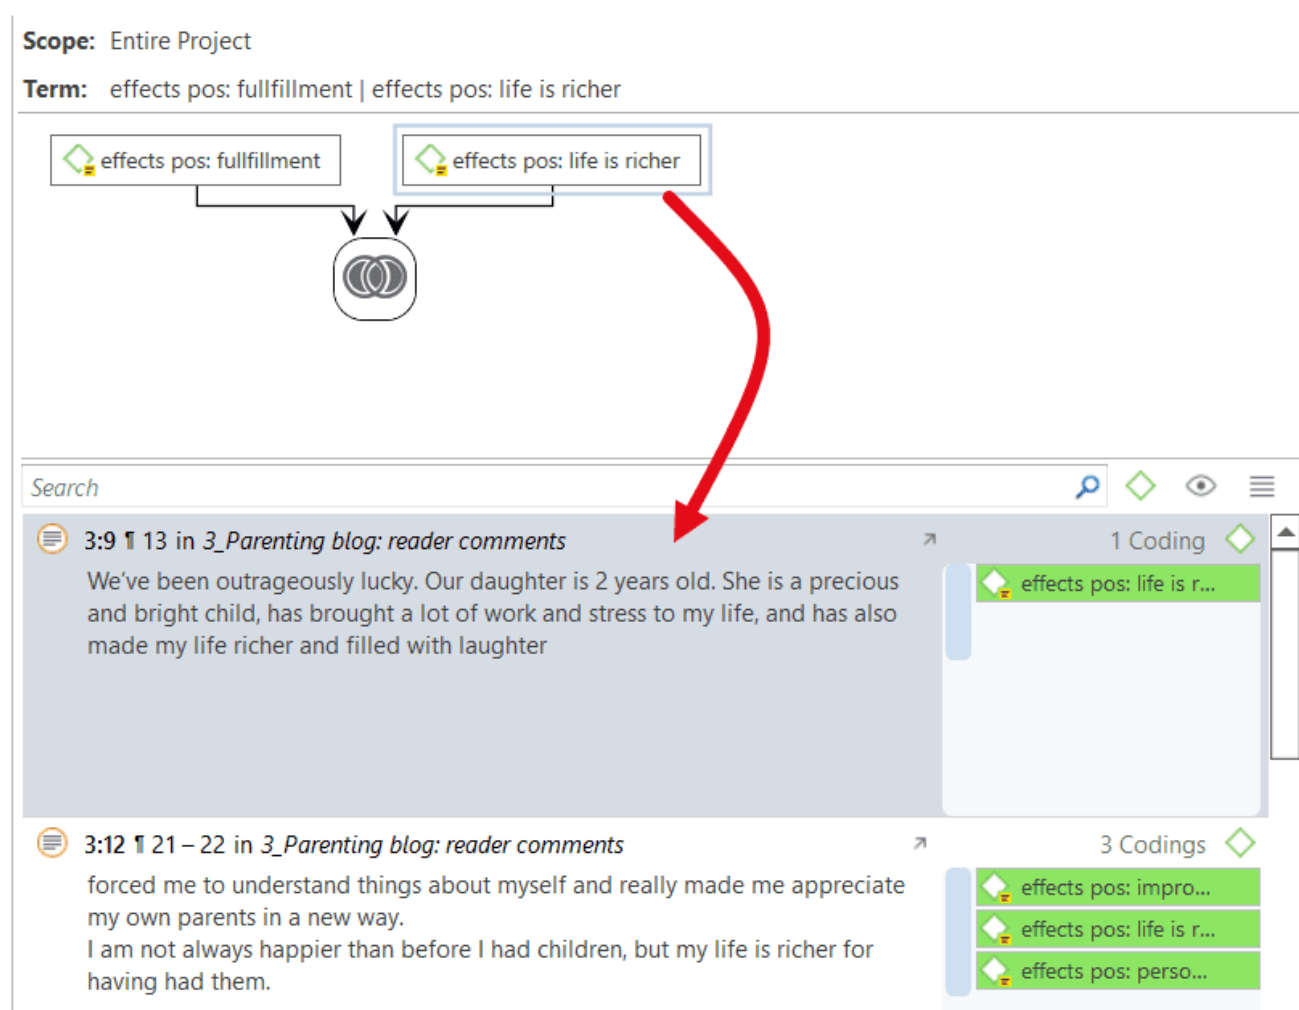 Scope: Entire Project
Term: effects pos: fullfillment | effects pos: life is richer
effects pos: fullfillment
effects pos: life is richer
Search
3:9 ¶ 13 in 3_Parenting blog: reader comments
1 Coding
We've been outrageously lucky. Our daughter is 2 years old. She is a precious
and bright child, has brought a lot of work and stress to my life, and has also
made my life richer and filled with laughter
effects pos: life is r...
3:12 ¶ 21 – 22 in 3_Parenting blog: reader comments
3 Codings
forced me to understand things about myself and really made me appreciate
my own parents in a new way.
I am not always happier than before I had children, but my life is richer for
having had them.
effects pos: impro...
effects pos: life is r...
effects pos: perso...